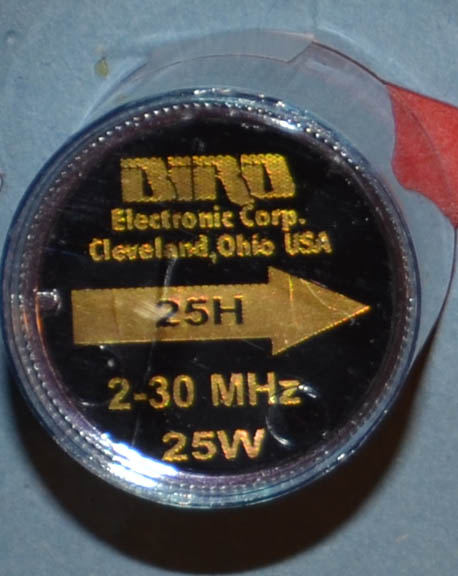 BIRD
Electronic Corp.
Cleveland,Ohio USA
25H
2-30 MHz
25W